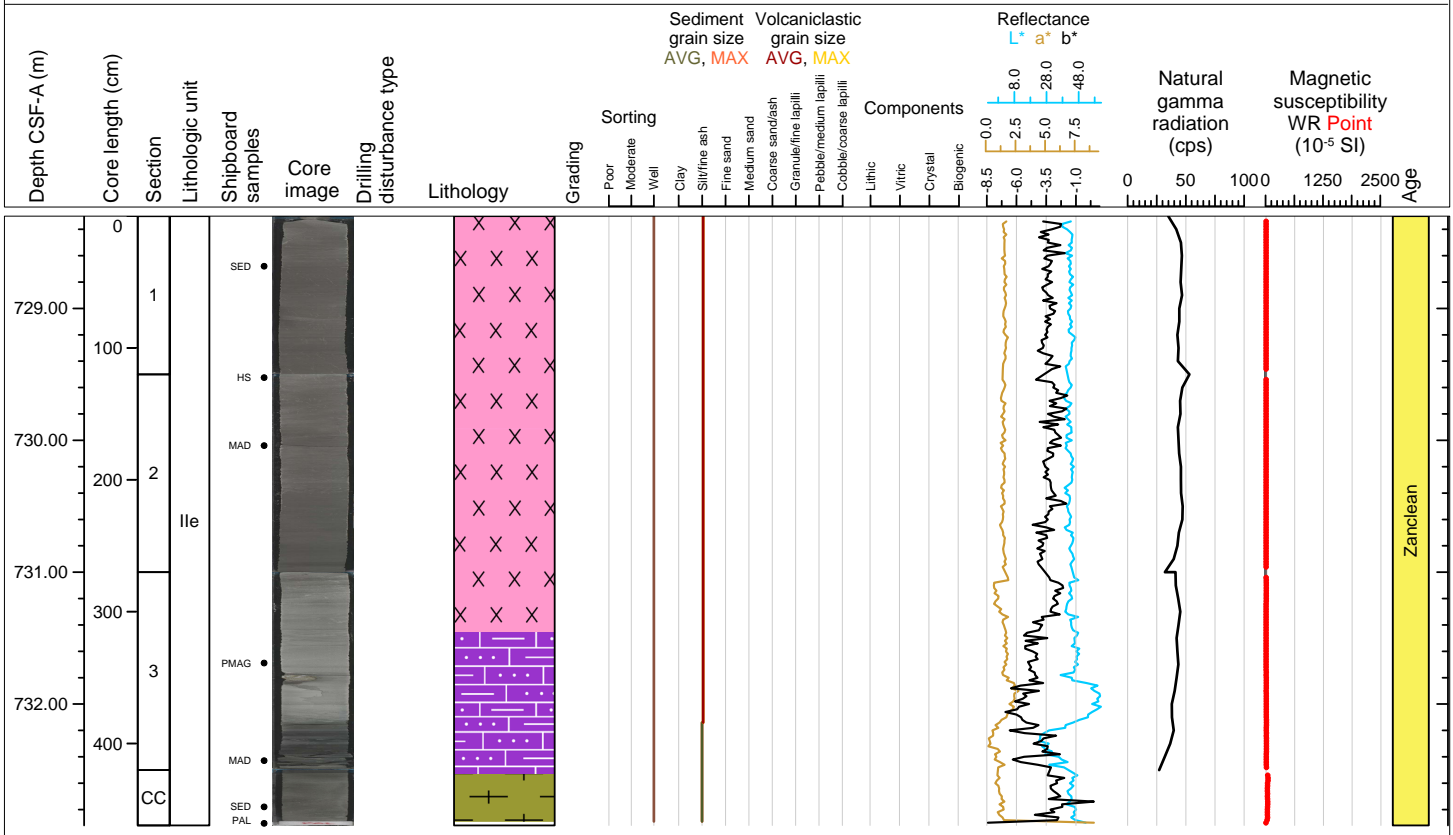 Depth CSF-A (m)
Core length (cm)
Section
Lithologic unit
Shipboard
samples
Core
image
Drilling
disturbance type
Lithology
Grading
Sorting
Poor
Moderate
Well
Sediment
grain size
AVG, MAX
Volcaniclastic
grain size
AVG, MAX
Clay
Silt/fine ash
Fine sand
Medium sand
Coarse sand/ash
Granule/fine lapilli
Pebble/medium lapilli
Cobble/coarse lapilli
Components
Lithic
Vitric
Crystal
Biogenic
Reflectance
L* a* b*
8.0 28.0 48.0
0.0 2.5 5.0 7.5
-8.5 -6.0 -3.5 -1.0
Natural
gamma
radiation
(cps)
0 50 100
Magnetic
susceptibility
WR Point
(10-5 SI)
0 1250 2500
Age
729.00
730.00
731.00
732.00
0
100
200
300
400
1
2
3
CC
IIe
SED
HS
MAD
PMAG
MAD
SED
PAL
Zanclean